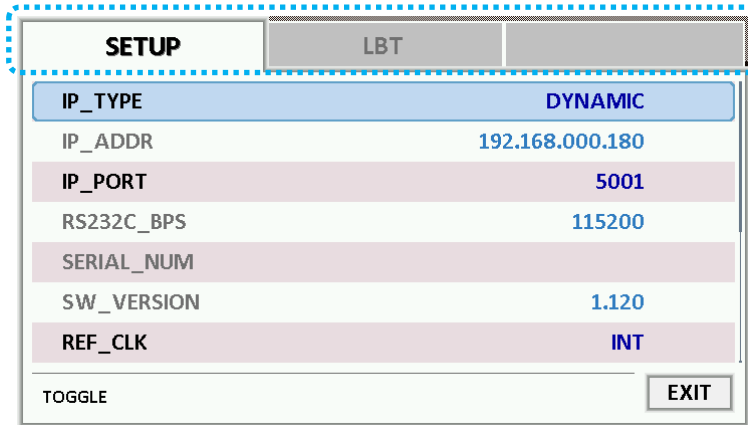 SETUP LBT
IP_TYPE DYNAMIC
IP_ADDR 192.168.000.180
IP_PORT 5001
RS232C_BPS 115200
SERIAL_NUM
SW_VERSION 1.120
REF_CLK INT
TOGGLE EXIT